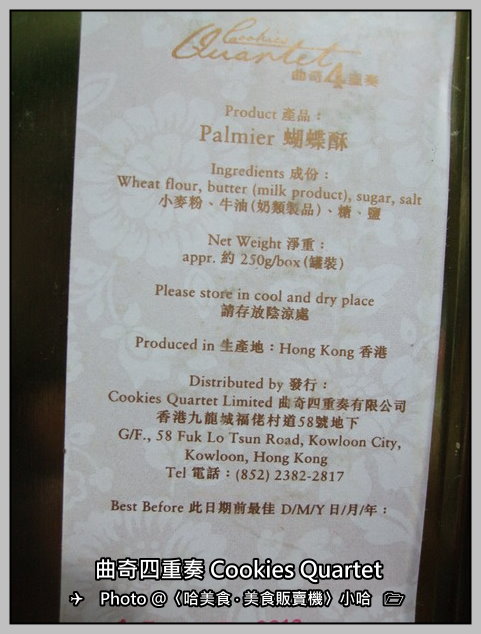 Cookies
Quartet
曲奇4重奏
Product 產品：
Palmier 蝴蝶酥
Ingredients 成份：
Wheat flour, butter (milk product), sugar, salt
小麥粉、牛油(奶類製品)、糖、鹽
Net Weight 淨重：
appr. 約 250g/box(罐裝)
Please store in cool and dry place
請存放陰涼處
Produced in 生產地：Hong Kong 香港
Distributed by 發行：
Cookies Quartet Limited 曲奇四重奏有限公司
香港九龍城福佬村道58號地下
G/F., 58 Fuk Lo Tsun Road, Kowloon City,
Kowloon, Hong Kong
Tel 電話：(852) 2382-2817
Best Before 此日期前最佳 D/M/Y 日/月/年：
曲奇四重奏 Cookies Quartet
Photo @〈哈美食·美食販賣機〉小哈